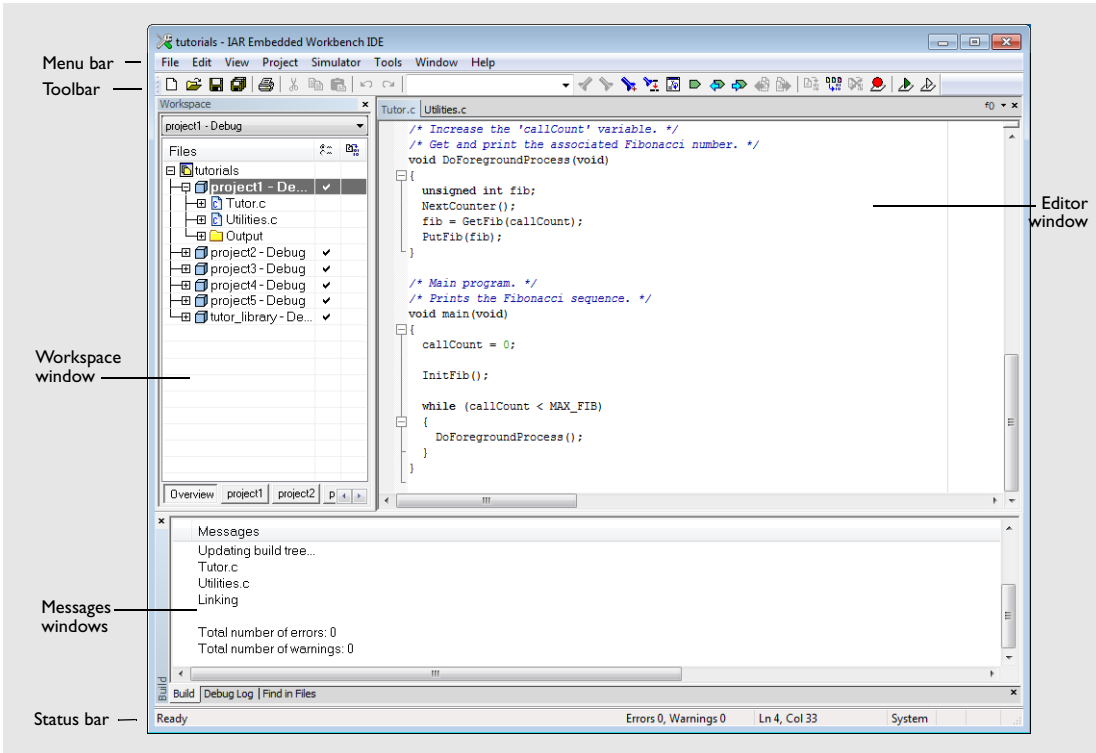 tutorials - IAR Embedded Workbench IDE
Menu bar
File Edit View Project Simulator Tools Window Help
Toolbar
Workspace
project1 - Debug
Files
tutorials
project1 - De...
Tutor.c
Utilities.c
Output
project2 - Debug
project3 - Debug
project4 - Debug
project5 - Debug
tutor_library - De...
Overview project1 project2 p
Workspace
window
Tutor.c Utilities.c
f0
/* Increase the 'callCount' variable. */
/* Get and print the associated Fibonacci number. */
void DoForegroundProcess(void)
{
unsigned int fib;
NextCounter();
fib = GetFib(callCount);
PutFib(fib);
}
/* Main program. */
/* Prints the Fibonacci sequence. */
void main(void)
{
callCount = 0;
InitFib();
while (callCount < MAX_FIB)
{
DoForegroundProcess();
}
}
Editor
window
Messages
Updating build tree...
Tutor.c
Utilities.c
Linking
Total number of errors: 0
Total number of warnings: 0
Messages
windows
Build
Build Debug Log Find in Files
Status bar
Ready Errors 0, Warnings 0 Ln 4, Col 33 System